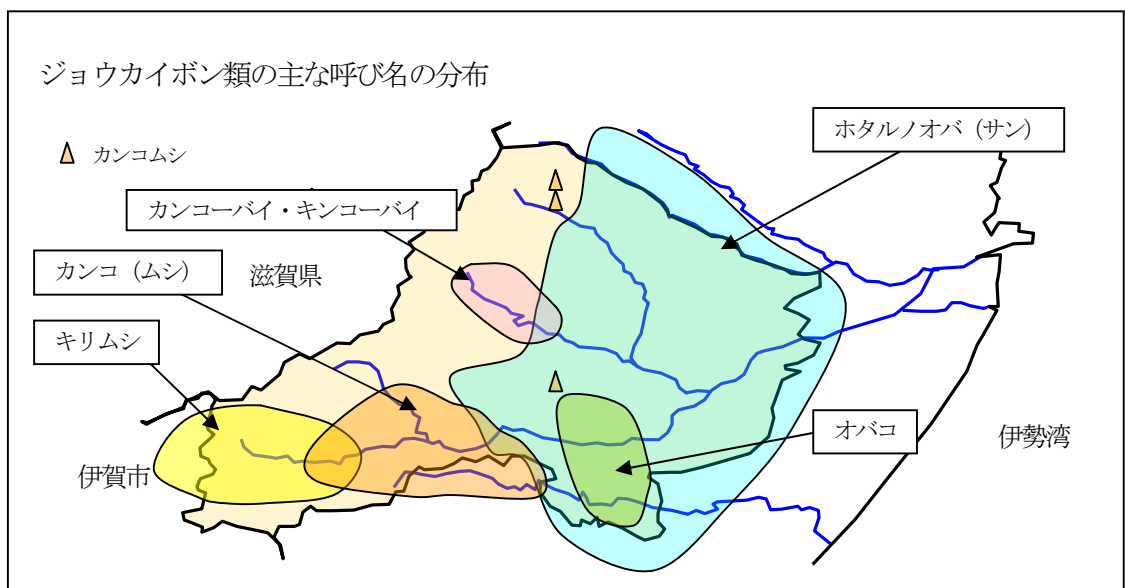 ジョウカイボン類の主な呼び名の分布
ホタルノオバ（サン）
カンコムシ
カンコーバイ・キンコーバイ
カンコ（ムシ）
滋賀県
キリムシ
オバコ
伊勢湾
伊賀市